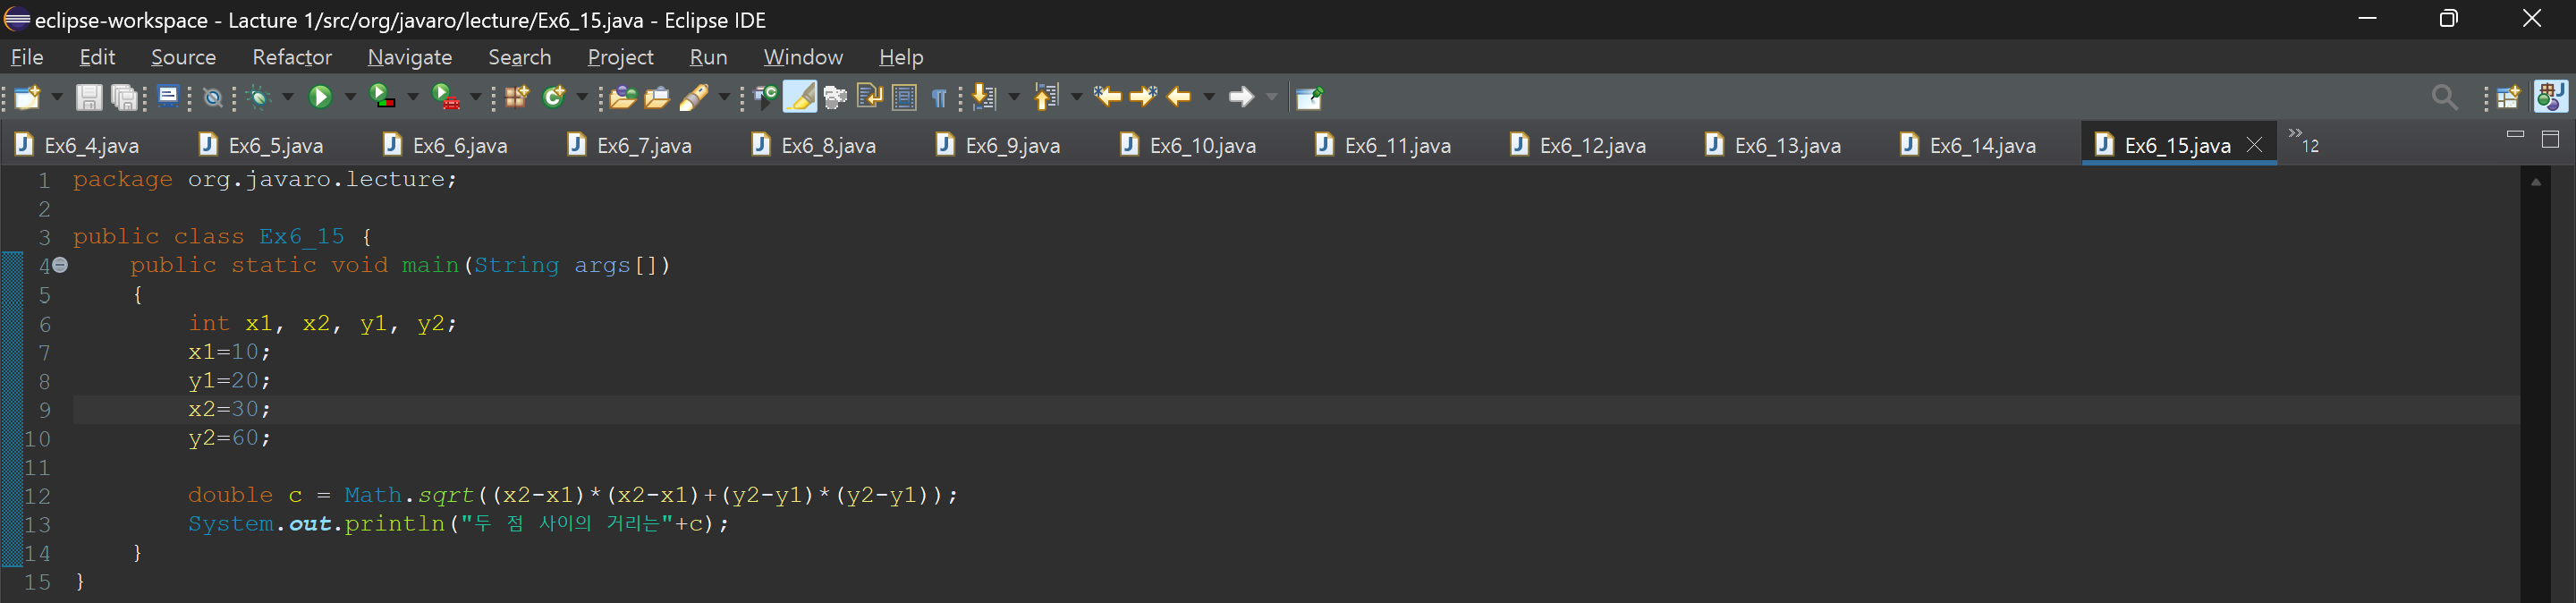 eclipse-workspace - Lacture 1/src/org/javaro/lecture/Ex6_15.java - Eclipse IDE
File Edit Source Refactor Navigate Search Project Run Window Help
Ex6_4.java Ex6_5.java Ex6_6.java Ex6_7.java Ex6_8.java Ex6_9.java Ex6_10.java Ex6_11.java Ex6_12.java Ex6_13.java Ex6_14.java Ex6_15.java »12
1 package org.javaro.lecture;
2
3 public class Ex6_15 {
4 public static void main(String args[])
5 {
6 int x1, x2, y1, y2;
7 x1=10;
8 y1=20;
9 x2=30;
10 y2=60;
11
12 double c = Math.sqrt((x2-x1)*(x2-x1)+(y2-y1)*(y2-y1));
13 System.out.println("두 점 사이의 거리는"+c);
14 }
15 }